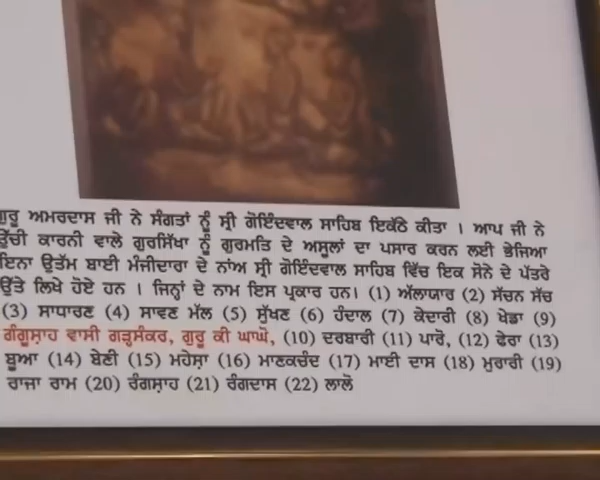 ਗੁਰੂ ਅਮਰਦਾਸ ਜੀ ਨੇ ਸੰਗਤਾਂ ਨੂੰ ਸ੍ਰੀ ਗੋਇੰਦਵਾਲ ਸਾਹਿਬ ਇਕੱਠੇ ਕੀਤਾ । ਆਪ ਜੀ ਨੇ
ਉੱਚੀ ਕਾਰਨੀ ਵਾਲੇ ਗੁਰਸਿੱਖਾ ਨੂੰ ਗੁਰਮਤਿ ਦੇ ਅਸੂਲਾਂ ਦਾ ਪਸਾਰ ਕਰਨ ਲਈ ਭੇਜਿਆ
ਇਨਾ ਉਤੱਮ ਬਾਈ ਮੰਜੀਦਾਰਾ ਦੇ ਨਾਂਅ ਸ੍ਰੀ ਗੋਇੰਦਵਾਲ ਸਾਹਿਬ ਵਿੱਚ ਇਕ ਸੋਨੇ ਦੇ ਪੱਤਰੇ
ਉੱਤੇ ਲਿਖੇ ਹੋਏ ਹਨ । ਜਿਨ੍ਹਾਂ ਦੇ ਨਾਮ ਇਸ ਪ੍ਰਕਾਰ ਹਨ। (1) ਅੱਲਾਯਾਰ (2) ਸੱਚਨ ਸੱਚ
(3) ਸਾਧਾਰਣ (4) ਸਾਵਣ ਮੱਲ (5) ਸੁੱਖਣ (6) ਹੰਦਾਲ (7) ਕੇਦਾਰੀ (8) ਖੇਡਾ (9)
ਗੰਗੂਸ਼ਾਹ ਵਾਸੀ ਗੜ੍ਹਸ਼ੰਕਰ, ਗੁਰੂ ਕੀ ਘਾਘੋ, (10) ਦਰਬਾਰੀ (11) ਪਾਰੋ, (12) ਫੇਰਾ (13)
ਬੂਆ (14) ਬੇਣੀ (15) ਮਹੇਸ਼ਾ (16) ਮਾਣਕਚੰਦ (17) ਮਾਈ ਦਾਸ (18) ਮੁਰਾਰੀ (19)
ਰਾਜਾ ਰਾਮ (20) ਰੰਗਸ਼ਾਹ (21) ਰੰਗਦਾਸ (22) ਲਾਲੋ